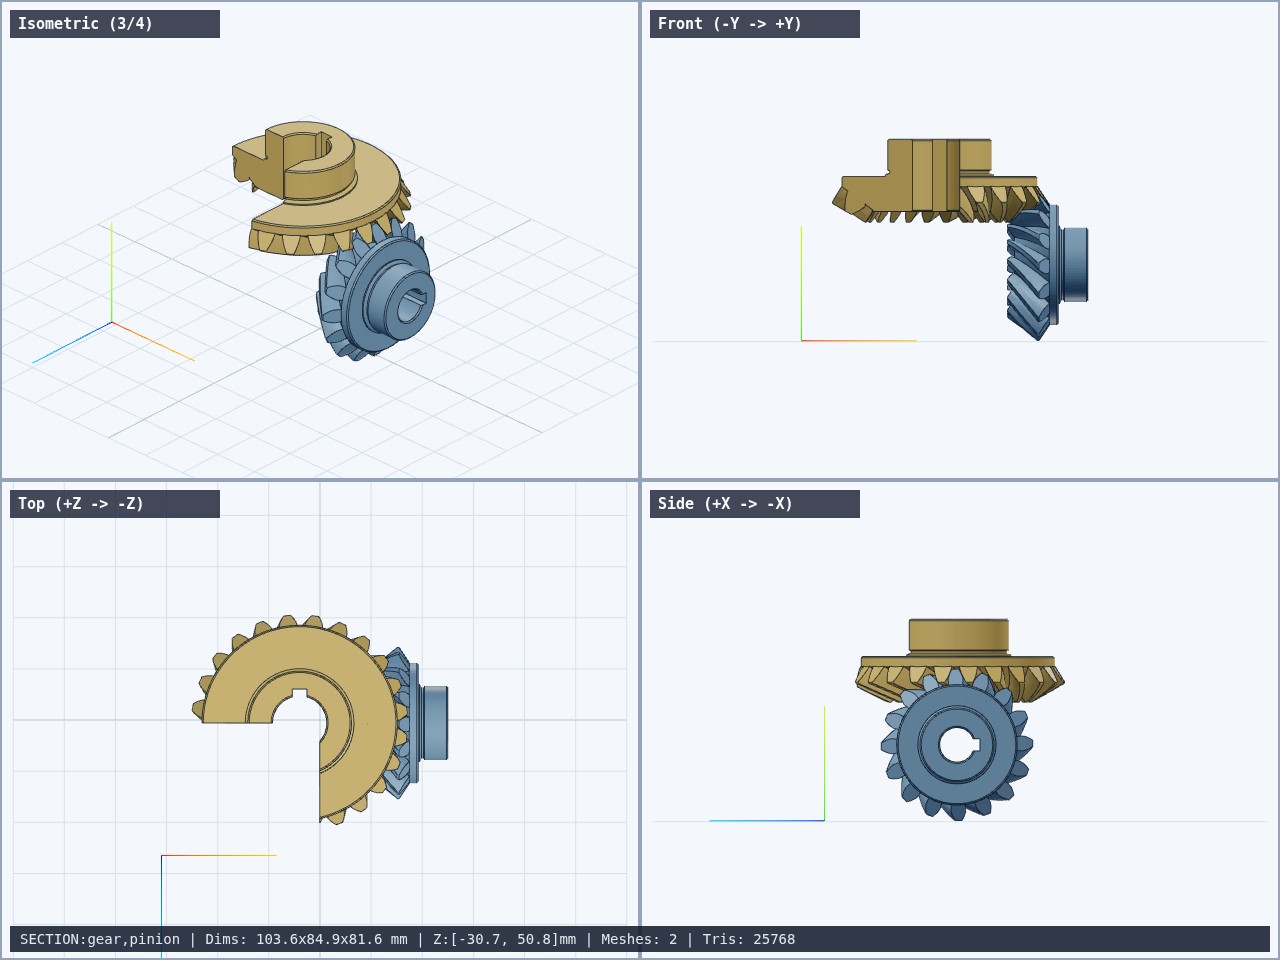 Isometric (3/4)
Front (-Y -> +Y)
Top (+Z -> -Z)
Side (+X -> -X)
SECTION:gear,pinion | Dims: 103.6x84.9x81.6 mm | Z:[-30.7, 50.8]mm | Meshes: 2 | Tris: 25768